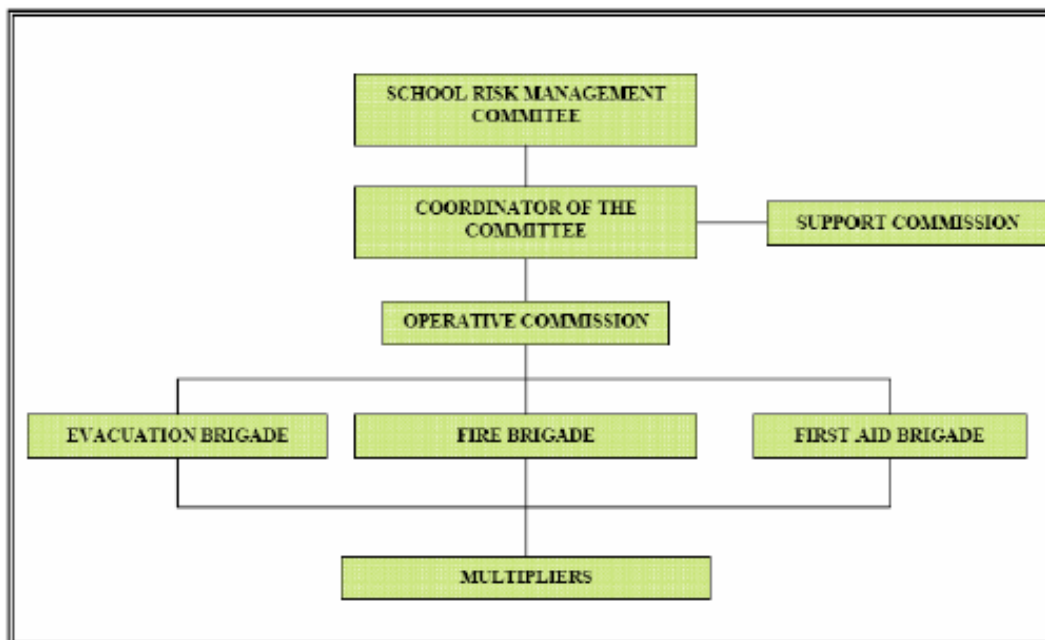 SCHOOL RISK MANAGEMENT
COMMITEE
COORDINATOR OF THE
COMMITTEE
SUPPORT COMMISSION
OPERATIVE COMMISSION
EVACUATION BRIGADE
FIRE BRIGADE
FIRST AID BRIGADE
MULTIPLIERS